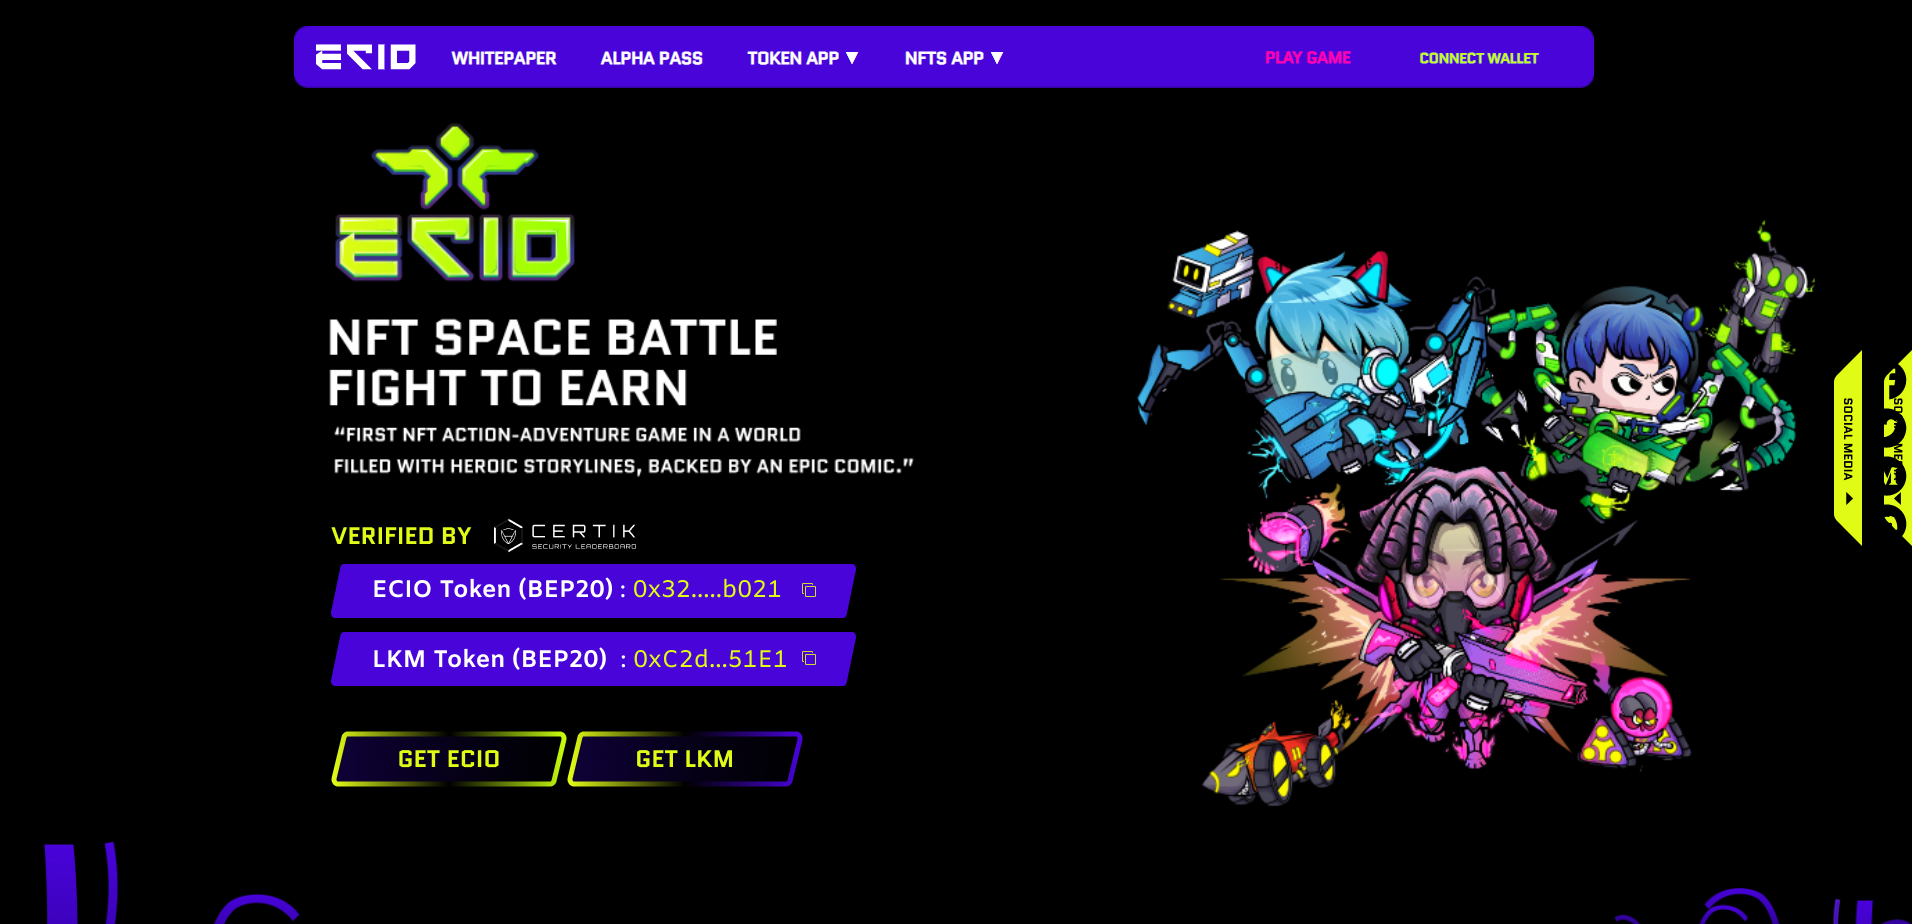 ECIO
WHITEPAPER
ALPHA PASS
TOKEN APP ▼
NFTS APP ▼
PLAY GAME
CONNECT WALLET
ECIO
NFT SPACE BATTLE
FIGHT TO EARN
“FIRST NFT ACTION-ADVENTURE GAME IN A WORLD
FILLED WITH HEROIC STORYLINES, BACKED BY AN EPIC COMIC.”
VERIFIED BY
CERTIK
SECURITY LEADERBOARD
ECIO Token (BEP20) : 0x32.....b021
LKM Token (BEP20) : 0xC2d...51E1
GET ECIO
GET LKM
SOCIAL MEDIA